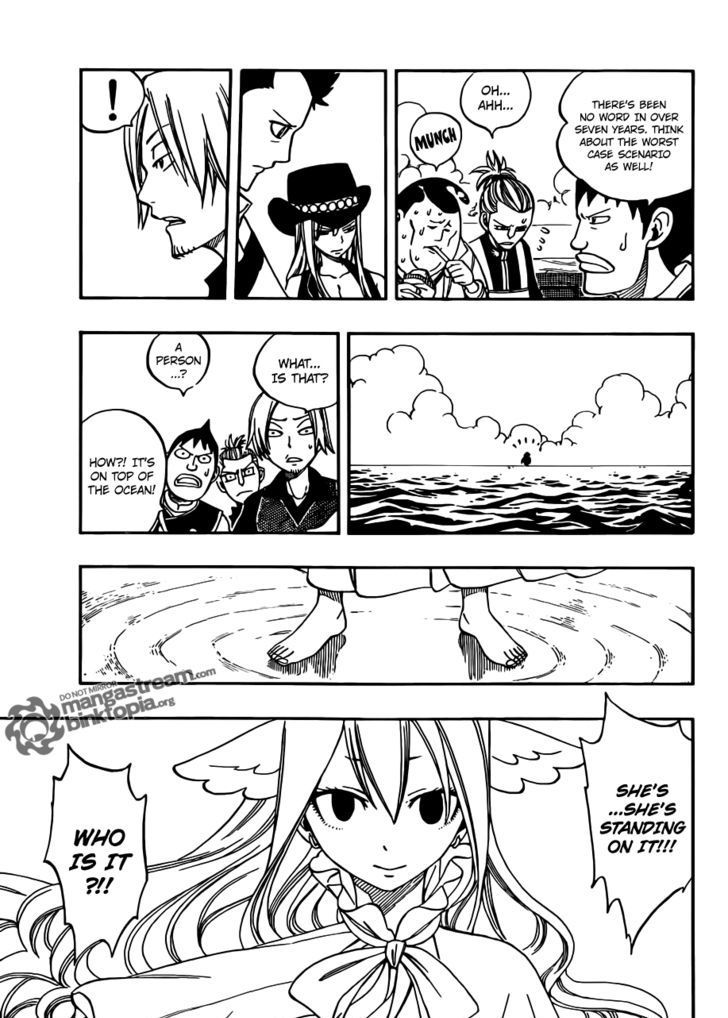 THERE'S BEEN
NO WORD IN OVER
SEVEN YEARS. THINK
ABOUT THE WORST
CASE SCENARIO
AS WELL!
OH...
AHH...
MUNCH
!
WHAT...
IS THAT?
A
PERSON
...?
HOW?! IT'S
ON TOP OF
THE OCEAN!
SHE'S
...SHE'S
STANDING
ON IT!!!
WHO
IS IT
?!!
DO NOT MIRROR
mangastream.com
binktopia.org